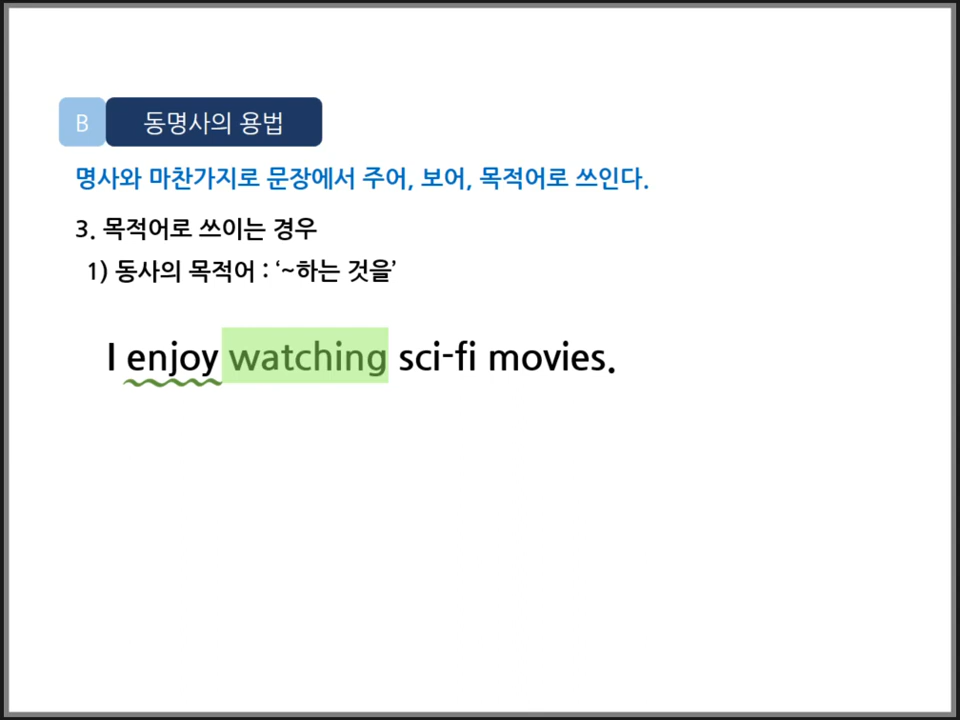 B 동명사의 용법
명사와 마찬가지로 문장에서 주어, 보어, 목적어로 쓰인다.
3. 목적어로 쓰이는 경우
1) 동사의 목적어 : ‘~하는 것을’
I enjoy watching sci-fi movies.